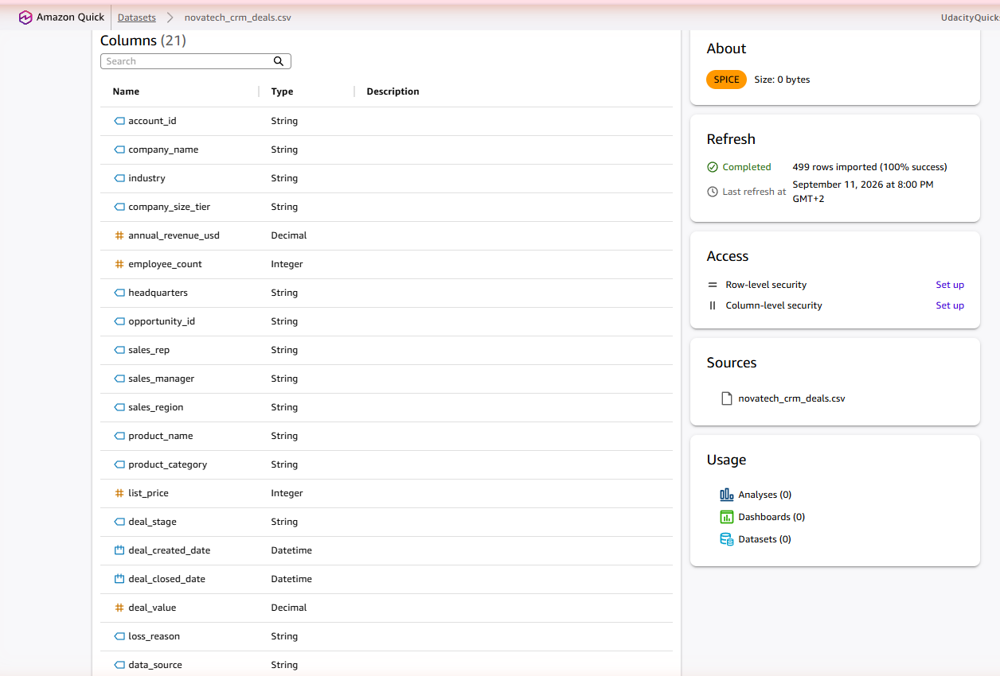 Amazon Quick Datasets novatech_crm_deals.csv UdacityQuicks
Columns (21)
Search
Name Type Description
account_id String
company_name String
industry String
company_size_tier String
annual_revenue_usd Decimal
employee_count Integer
headquarters String
opportunity_id String
sales_rep String
sales_manager String
sales_region String
product_name String
product_category String
list_price Integer
deal_stage String
deal_created_date Datetime
deal_closed_date Datetime
deal_value Decimal
loss_reason String
data_source String
About
SPICE Size: 0 bytes
Refresh
Completed 499 rows imported (100% success)
Last refresh at September 11, 2026 at 8:00 PM
GMT+2
Access
Row-level security Set up
Column-level security Set up
Sources
novatech_crm_deals.csv
Usage
Analyses (0)
Dashboards (0)
Datasets (0)